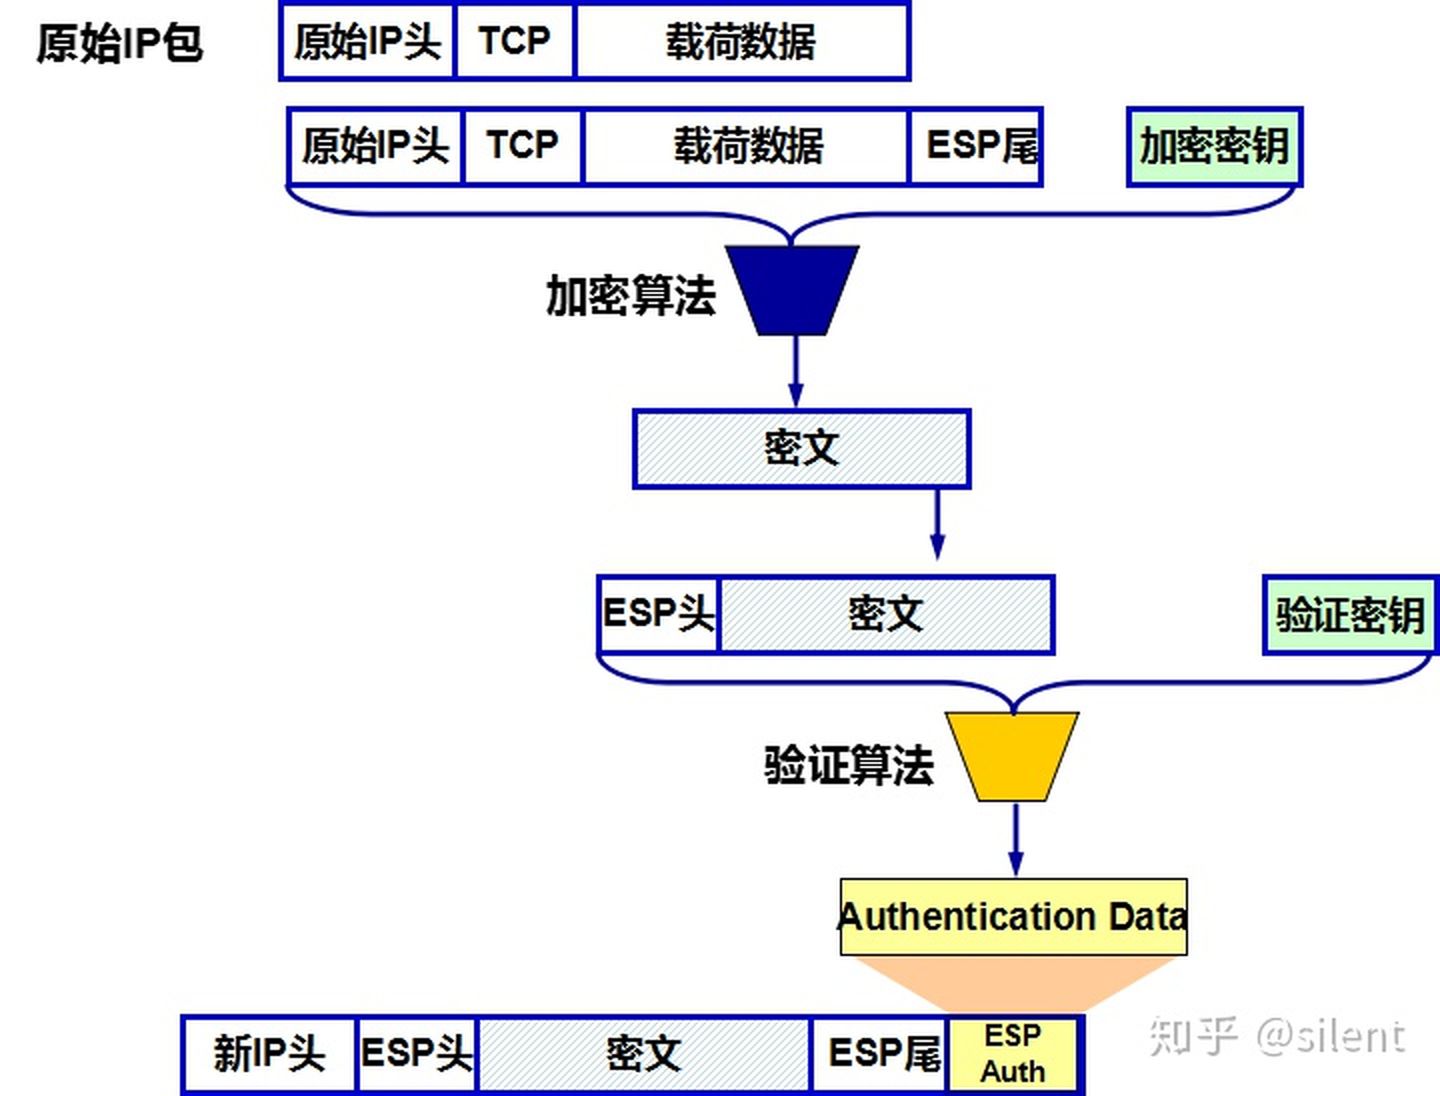 原始IP包
原始IP头 TCP 载荷数据
原始IP头 TCP 载荷数据 ESP尾 加密密钥
加密算法
密文
ESP头 密文 验证密钥
验证算法
Authentication Data
新IP头 ESP头 密文 ESP尾 ESP
Auth
知乎 @silent